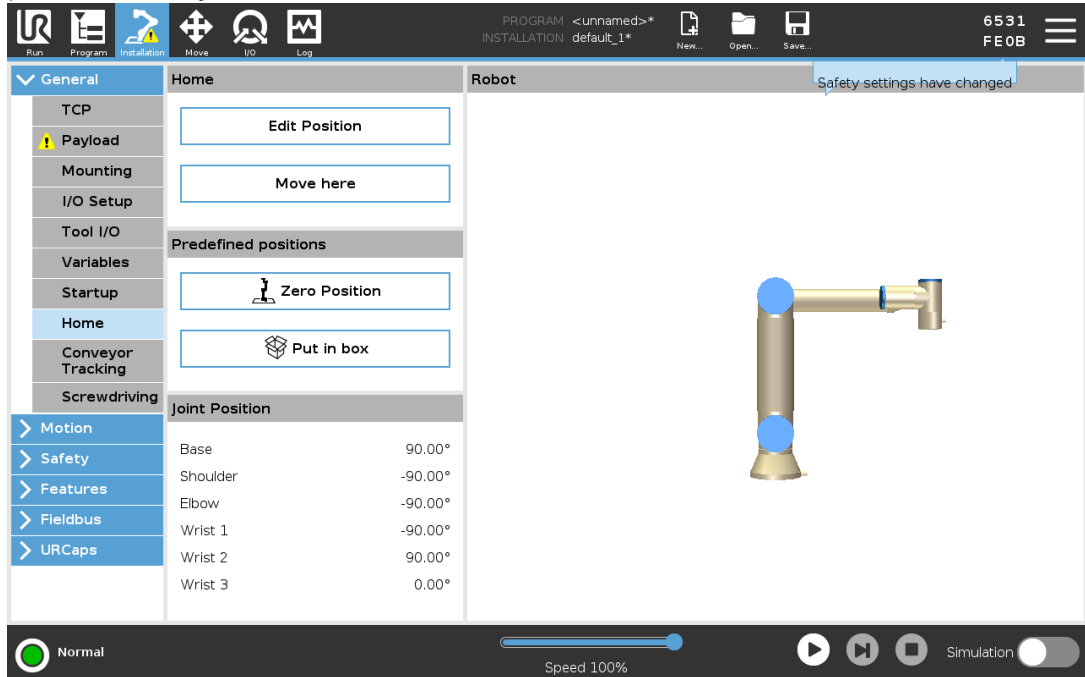 UR
Run
Program
Installation
Move
I/O
Log
PROGRAM <unnamed>*
INSTALLATION default_1*
New...
Open...
Save...
6531
FE0B
General
TCP
Payload
Mounting
I/O Setup
Tool I/O
Variables
Startup
Home
Conveyor
Tracking
Screwdriving
Motion
Safety
Features
Fieldbus
URCaps
Home
Edit Position
Move here
Predefined positions
Zero Position
Put in box
Joint Position
Base 90.00°
Shoulder -90.00°
Elbow -90.00°
Wrist 1 -90.00°
Wrist 2 90.00°
Wrist 3 0.00°
Robot
Safety settings have changed
Normal
Speed 100%
Simulation